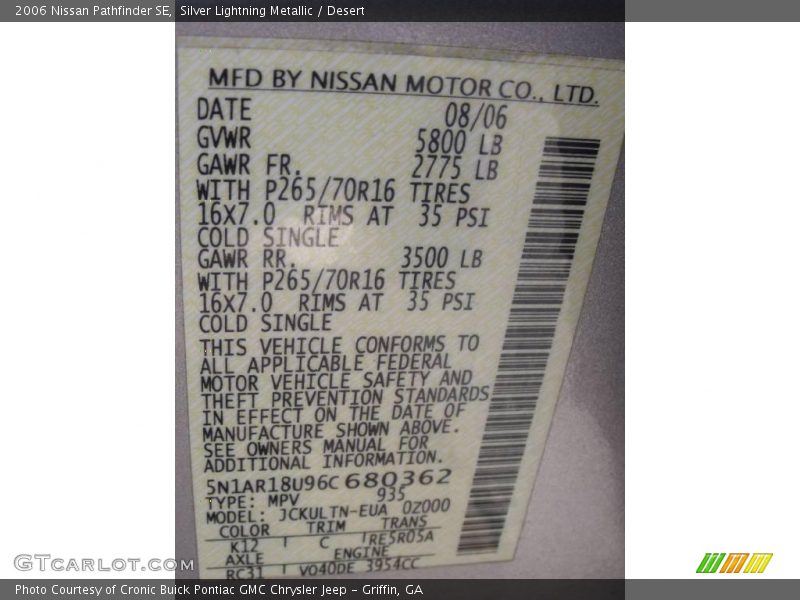 2006 Nissan Pathfinder SE, Silver Lightning Metallic / Desert
MFD BY NISSAN MOTOR CO., LTD.
DATE 08/06
GVWR 5800 LB
GAWR FR. 2775 LB
WITH P265/70R16 TIRES
16X7.0 RIMS AT 35 PSI
COLD SINGLE
GAWR RR. 3500 LB
WITH P265/70R16 TIRES
16X7.0 RIMS AT 35 PSI
COLD SINGLE
THIS VEHICLE CONFORMS TO
ALL APPLICABLE FEDERAL
MOTOR VEHICLE SAFETY AND
THEFT PREVENTION STANDARDS
IN EFFECT ON THE DATE OF
MANUFACTURE SHOWN ABOVE.
SEE OWNERS MANUAL FOR
ADDITIONAL INFORMATION.
5N1AR18U96C680362
TYPE: MPV 935
MODEL: JCKULTN-EUA 0Z000
COLOR TRIM TRANS
K12 C RE5R05A
AXLE ENGINE
RC31 VQ40DE 3954CC
GTCarLot.com
Photo Courtesy of Cronic Buick Pontiac GMC Chrysler Jeep - Griffin, GA